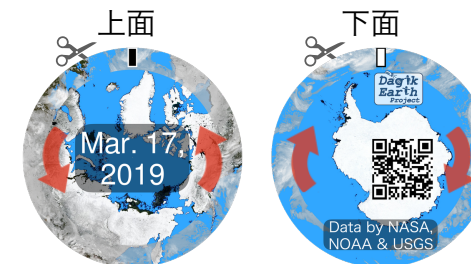 上面
下面
Dagik
Earth
Project
Mar. 17,
2019
Data by NASA,
NOAA & USGS